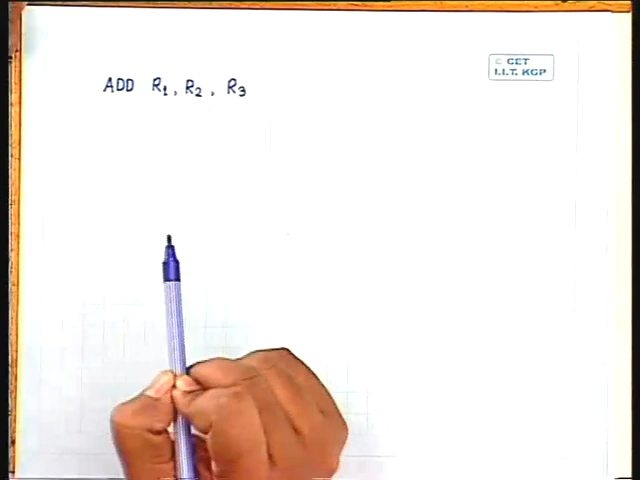 ADD R1, R2, R3
© CET
I.I.T. KGP